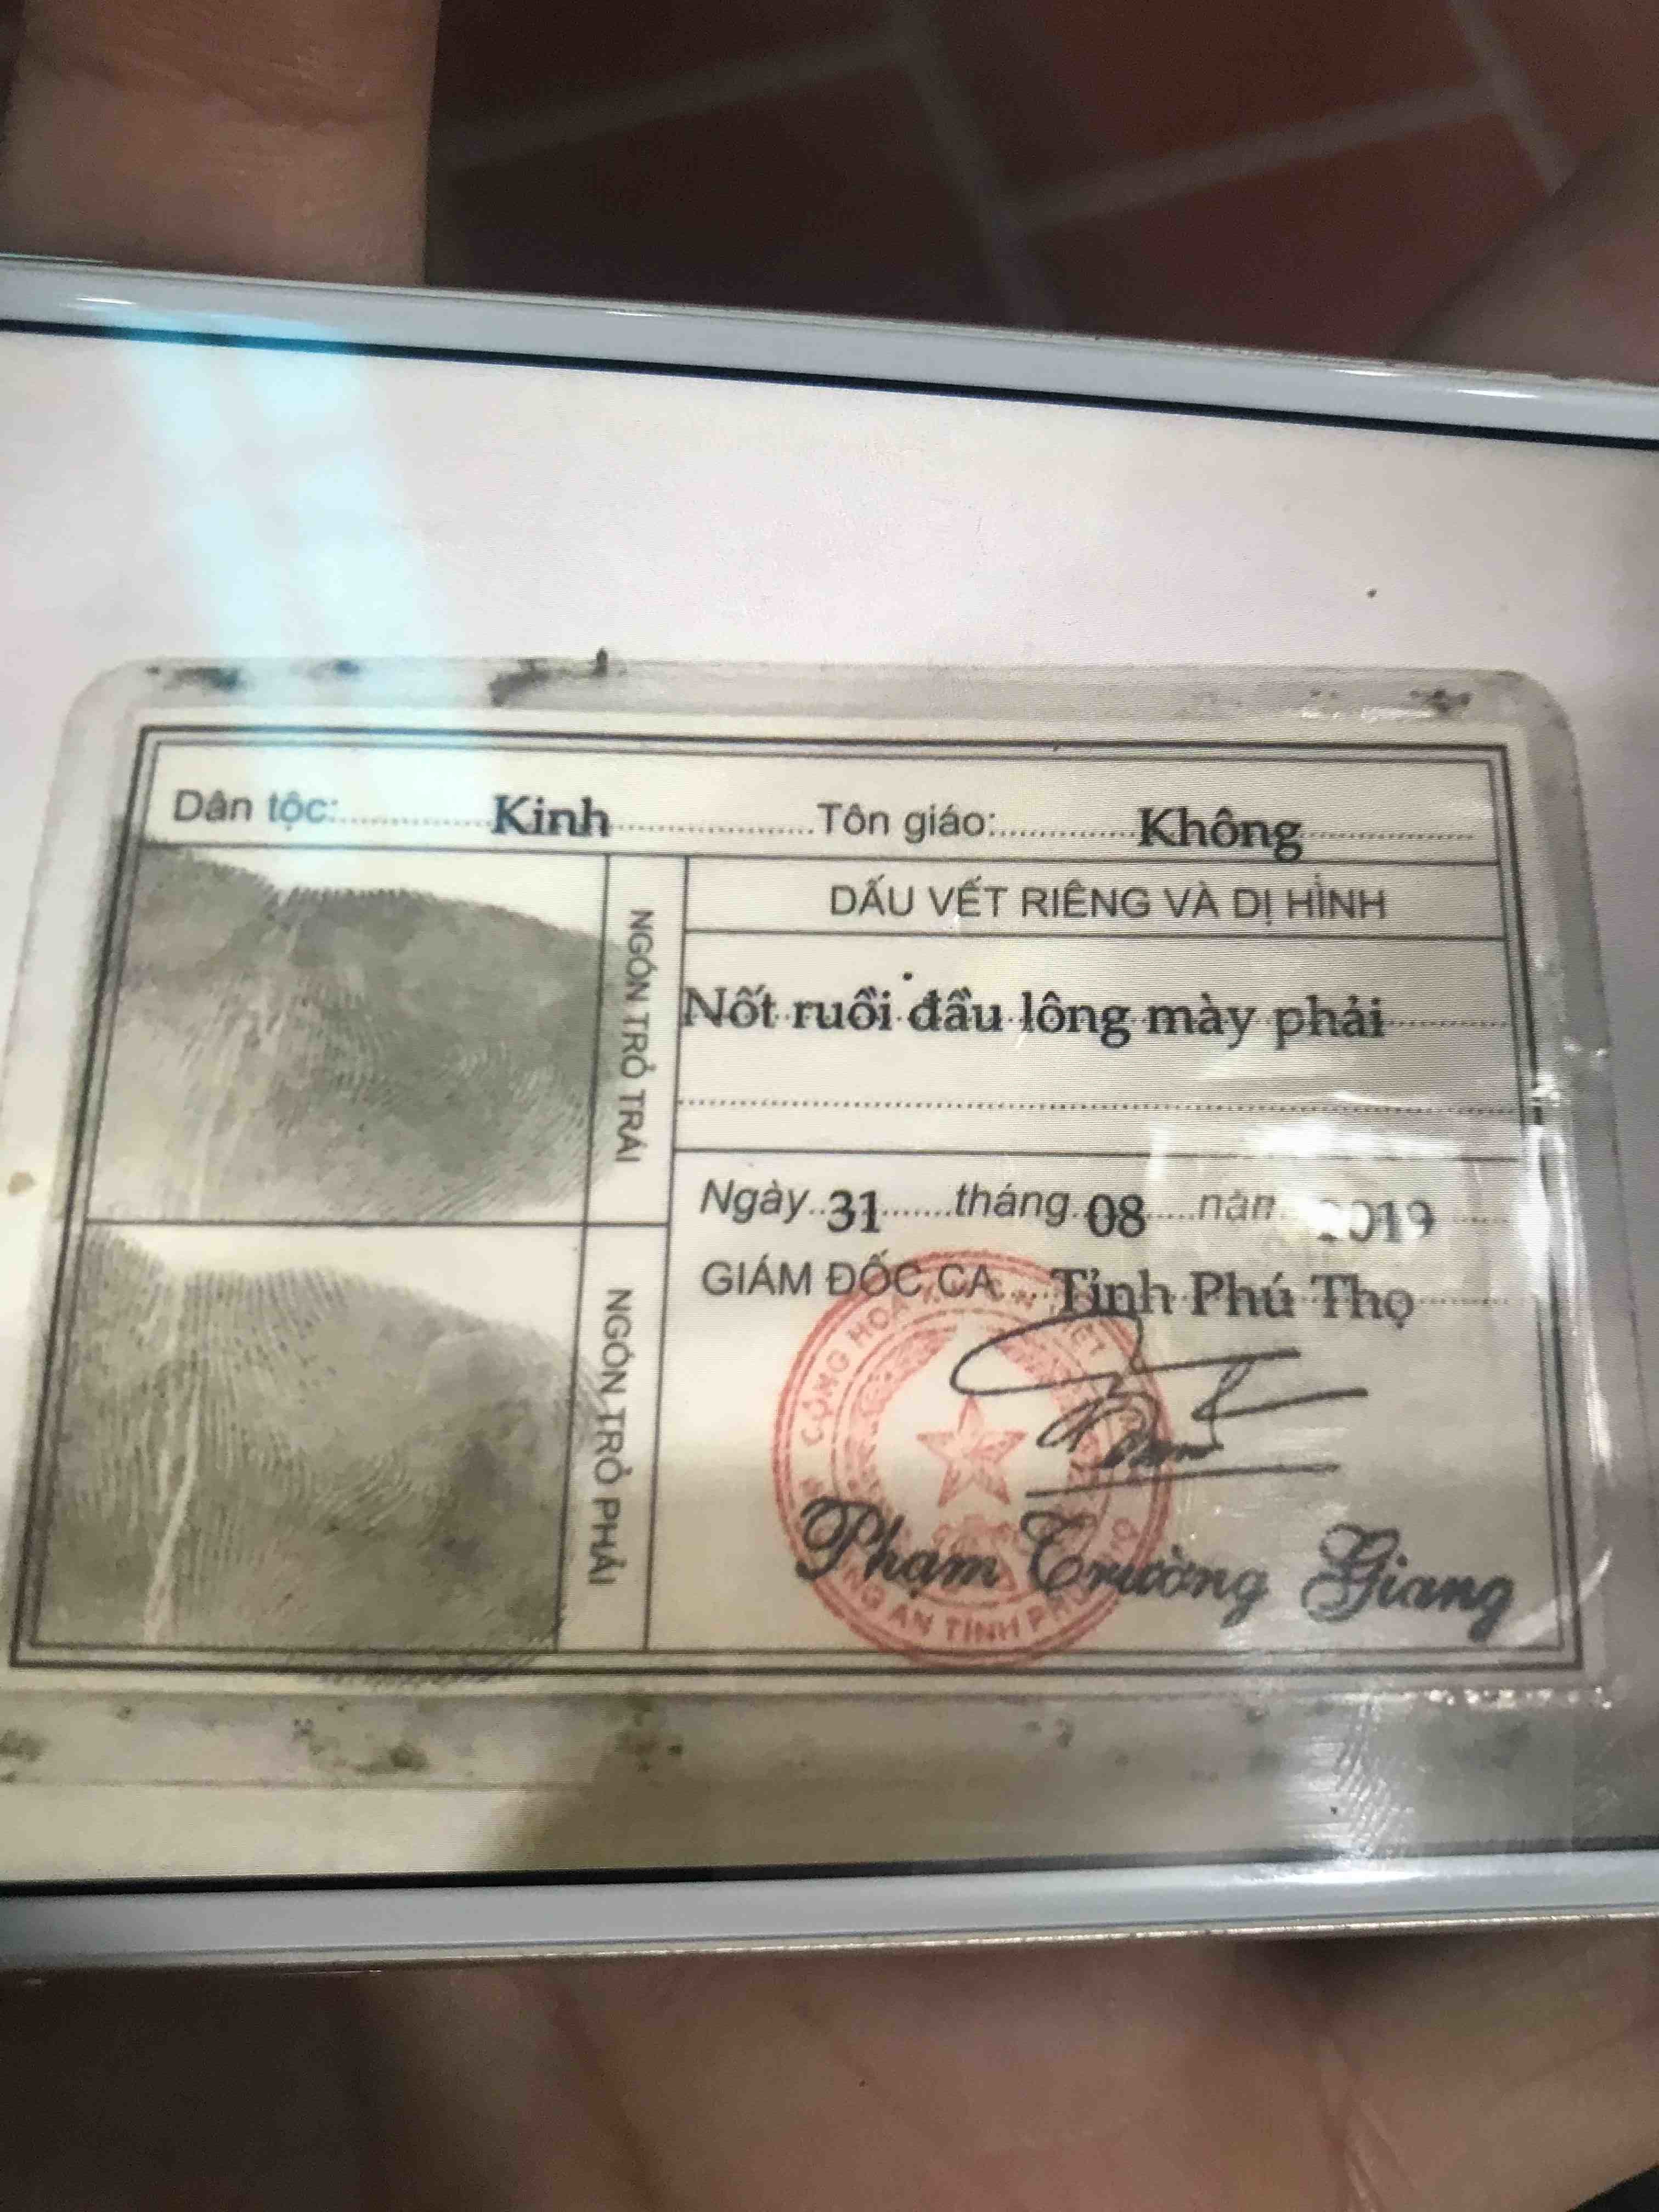 Dân tộc: Kinh Tôn giáo: Không
NGÓN TRỎ TRÁI
DẤU VẾT RIÊNG VÀ DỊ HÌNH
Nốt ruồi đầu lông mày phải
Ngày 31 tháng 08 năm 2019
GIÁM ĐỐC CA Tỉnh Phú Thọ
NGÓN TRỎ PHẢI
Phạm Trường Giang